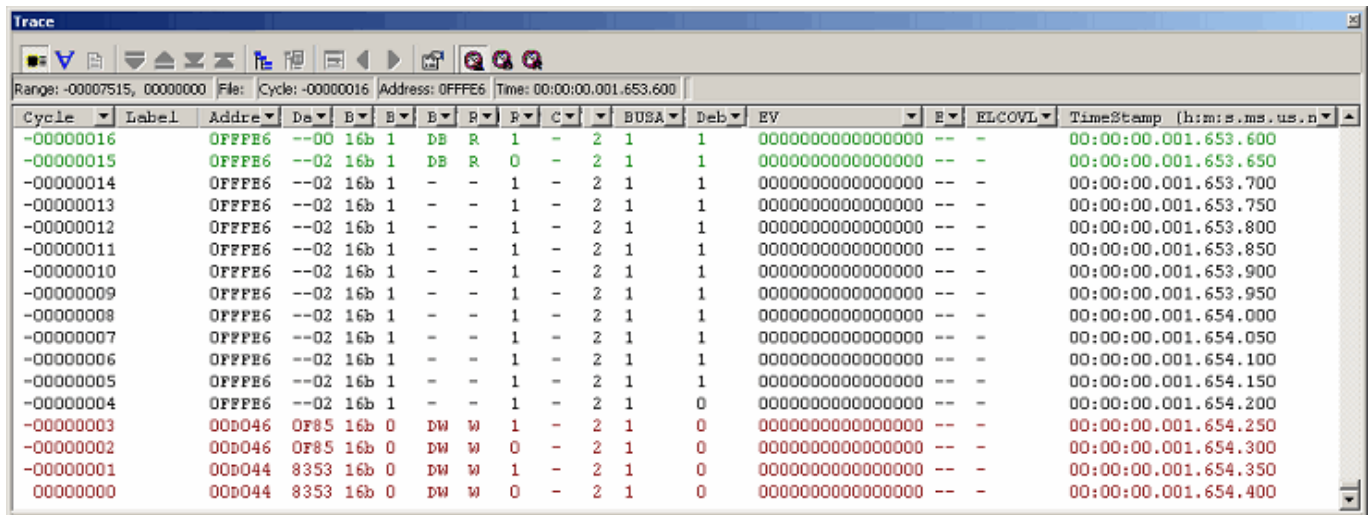 Trace
Range: -00007515, 00000000 File: Cycle: -00000016 Address: 0FFFE6 Time: 00:00:00.001.653.600
Cycle Label Addre Da B B B R R C BUSA Deb EV E ELCOVL TimeStamp (h:m:s.ms.us.n
-00000016 0FFFE6 --00 16b 1 DB R 1 - 2 1 1 0000000000000000 -- - 00:00:00.001.653.600
-00000015 0FFFE6 --02 16b 1 DB R 0 - 2 1 1 0000000000000000 -- - 00:00:00.001.653.650
-00000014 0FFFE6 --02 16b 1 - - 1 - 2 1 1 0000000000000000 -- - 00:00:00.001.653.700
-00000013 0FFFE6 --02 16b 1 - - 1 - 2 1 1 0000000000000000 -- - 00:00:00.001.653.750
-00000012 0FFFE6 --02 16b 1 - - 1 - 2 1 1 0000000000000000 -- - 00:00:00.001.653.800
-00000011 0FFFE6 --02 16b 1 - - 1 - 2 1 1 0000000000000000 -- - 00:00:00.001.653.850
-00000010 0FFFE6 --02 16b 1 - - 1 - 2 1 1 0000000000000000 -- - 00:00:00.001.653.900
-00000009 0FFFE6 --02 16b 1 - - 1 - 2 1 1 0000000000000000 -- - 00:00:00.001.653.950
-00000008 0FFFE6 --02 16b 1 - - 1 - 2 1 1 0000000000000000 -- - 00:00:00.001.654.000
-00000007 0FFFE6 --02 16b 1 - - 1 - 2 1 1 0000000000000000 -- - 00:00:00.001.654.050
-00000006 0FFFE6 --02 16b 1 - - 1 - 2 1 1 0000000000000000 -- - 00:00:00.001.654.100
-00000005 0FFFE6 --02 16b 1 - - 1 - 2 1 1 0000000000000000 -- - 00:00:00.001.654.150
-00000004 0FFFE6 --02 16b 1 - - 1 - 2 1 0 0000000000000000 -- - 00:00:00.001.654.200
-00000003 00D046 0F85 16b 0 DW W 1 - 2 1 0 0000000000000000 -- - 00:00:00.001.654.250
-00000002 00D046 0F85 16b 0 DW W 0 - 2 1 0 0000000000000000 -- - 00:00:00.001.654.300
-00000001 00D044 8353 16b 0 DW W 1 - 2 1 0 0000000000000000 -- - 00:00:00.001.654.350
00000000 00D044 8353 16b 0 DW W 0 - 2 1 0 0000000000000000 -- - 00:00:00.001.654.400